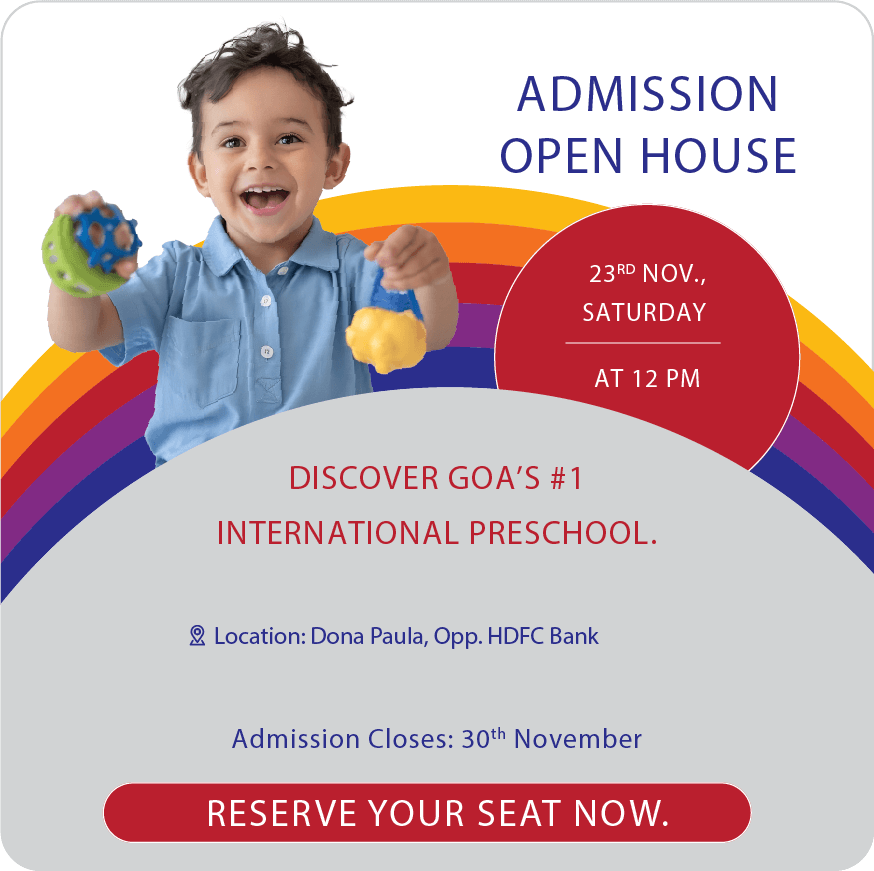 ADMISSION
OPEN HOUSE
23RD NOV.,
SATURDAY
AT 12 PM
DISCOVER GOA’S #1
INTERNATIONAL PRESCHOOL.
Location: Dona Paula, Opp. HDFC Bank
Admission Closes: 30th November
RESERVE YOUR SEAT NOW.